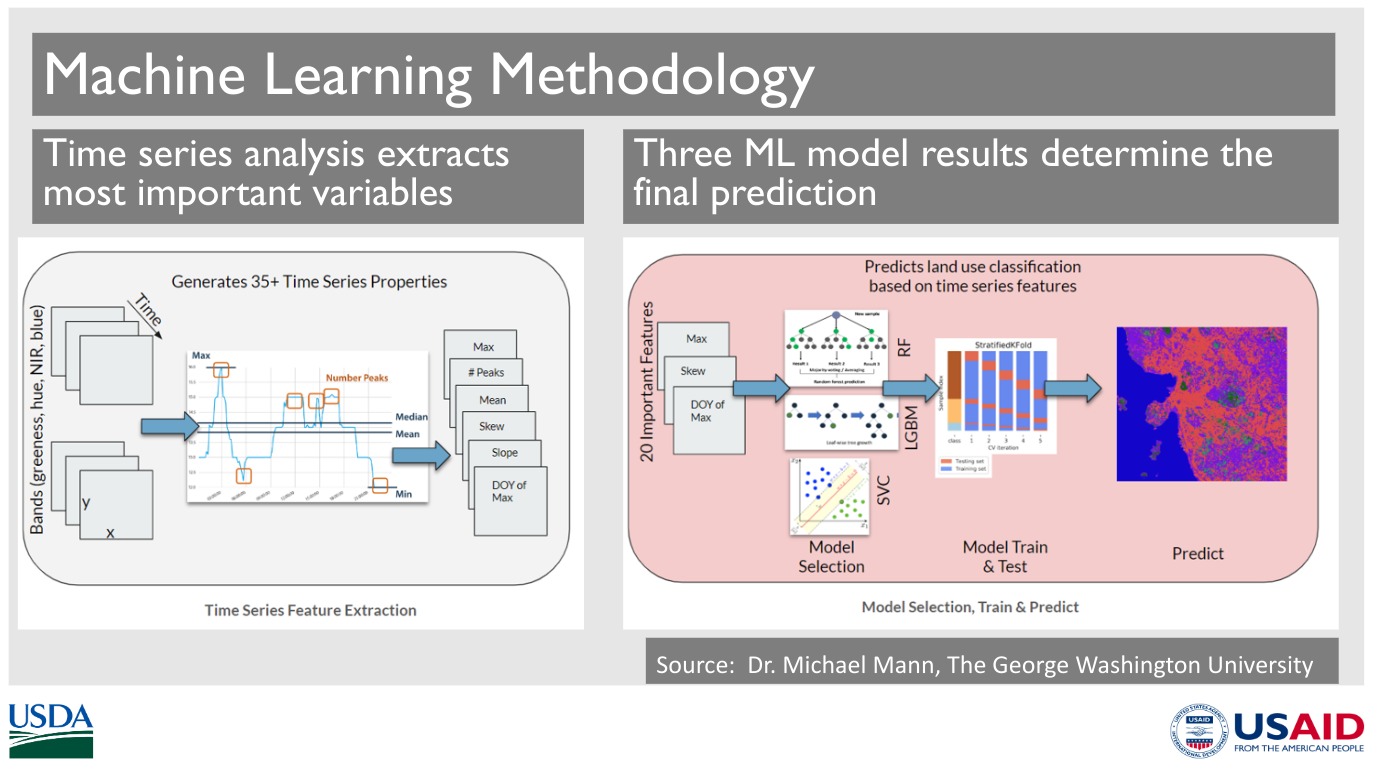 Machine Learning Methodology
Time series analysis extracts
most important variables
Three ML model results determine the
final prediction
Generates 35+ Time Series Properties
Bands (greeness, hue, NIR, blue)
Time
y
x
Max
Number Peaks
Median
Mean
Min
Max
# Peaks
Mean
Skew
Slope
DOY of
Max
Time Series Feature Extraction
Predicts land use classification
based on time series features
20 Important Features
Max
Skew
DOY of
Max
New sample
Result 1
Result 2
Result 3
Majority voting / averaging
Random forest prediction
RF
Leaf-wise tree growth
LGBM
SVC
Model
Selection
StratifiedKFold
Sample index
class
1
2
3
4
5
CV iteration
Testing set
Training set
Model Train
& Test
Predict
Model Selection, Train & Predict
Source: Dr. Michael Mann, The George Washington University
USDA
UNITED STATES AGENCY
INTERNATIONAL DEVELOPMENT
USAID
USAID
FROM THE AMERICAN PEOPLE